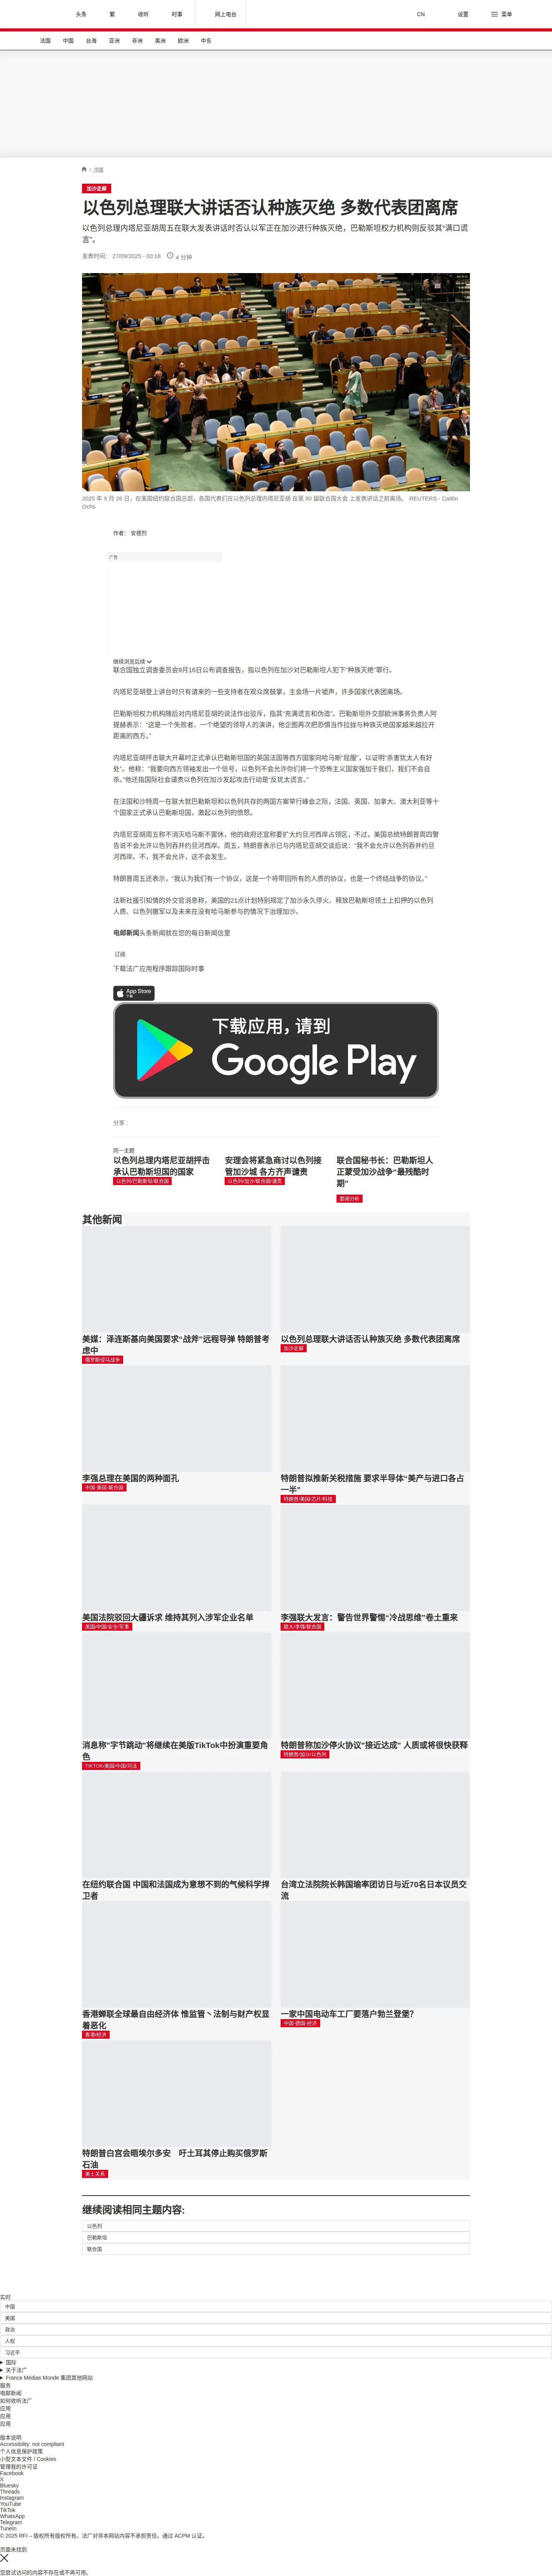 头条
繁
收听
时事
网上电台
CN
设置
菜单
法国
中国
台海
亚洲
非洲
美洲
欧洲
中东
/ 中国
加沙走廊
以色列总理联大讲话否认种族灭绝 多数代表团离席
以色列总理内塔尼亚胡周五在联大发表讲话时否认以军正在加沙进行种族灭绝，巴勒斯坦权力机构则反驳其“满口谎
言”。
发表时间： 27/09/2025 - 00:18
4 分钟
2025 年 9 月 26 日，在美国纽约联合国总部，各国代表们在以色列总理内塔尼亚胡 在第 80 届联合国大会 上发表讲话之前离场。 REUTERS - Caitlin
Ochs
作者： 安德烈
广告
继续浏览后续
联合国独立调查委员会9月16日公布调查报告，指以色列在加沙对巴勒斯坦人犯下“种族灭绝”罪行。
内塔尼亚胡登上讲台时只有请来的一些支持者在观众席鼓掌，主会场一片嘘声，许多国家代表团离场。
巴勒斯坦权力机构随后对内塔尼亚胡的说法作出驳斥，指其“充满谎言和伪造”。巴勒斯坦外交部欧洲事务负责人阿
提赫表示：“这是一个失败者、一个绝望的领导人的演讲，他企图再次把恐惧当作拉拢与种族灭绝国家越来越拉开
距离的西方。”
内塔尼亚胡抨击联大开幕时正式承认巴勒斯坦国的英国法国等西方国家向哈马斯“屈服”，以证明“杀害犹太人有好
处”。他称：“我要向西方领袖发出一个信号，以色列不会允许你们将一个恐怖主义国家强加于我们，我们不会自
杀。”他还指国际社会谴责以色列在加沙发起攻击行动是“反犹太谎言。”
在法国和沙特周一在联大就巴勒斯坦和以色列共存的两国方案举行峰会之际，法国、英国、加拿大、澳大利亚等十
个国家正式承认巴勒斯坦国，激起以色列的愤怒。
内塔尼亚胡周五称不消灭哈马斯不罢休，他的政府还宣称要扩大约旦河西岸占领区，不过，美国总统特朗普周四警
告说不会允许以色列吞并约旦河西岸。周五，特朗普表示已与内塔尼亚胡交谈后说：“我不会允许以色列吞并约旦
河西岸。不，我不会允许，这不会发生。
特朗普周五还表示，“我认为我们有一个协议，这是一个将带回所有的人质的协议，也是一个终结战争的协议。”
法新社援引知情的外交官消息称，美国的21点计划特别规定了加沙永久停火、释放巴勒斯坦领土上扣押的以色列
人质、以色列撤军以及未来在没有哈马斯参与的情况下治理加沙。
电邮新闻头条新闻就在您的每日新闻信里
订阅
下载法广应用程序跟踪国际时事
App Store
下载
下载应用，请到
Google Play
分享 :
同一主题
以色列总理内塔尼亚胡抨击
承认巴勒斯坦国的国家
以色列/巴勒斯坦/联合国
安理会将紧急商讨以色列接
管加沙城 各方齐声谴责
以色列/加沙/联合国/谴责
联合国秘书长：巴勒斯坦人
正蒙受加沙战争“最残酷时
期”
要闻分析
其他新闻
美媒：泽连斯基向美国要求“战斧”远程导弹 特朗普考
虑中
俄罗斯侵乌战争
以色列总理联大讲话否认种族灭绝 多数代表团离席
加沙走廊
李强总理在美国的两种面孔
中国-美国-联合国
特朗普拟推新关税措施 要求半导体“美产与进口各占
一半”
特朗普/美国/芯片/科技
美国法院驳回大疆诉求 维持其列入涉军企业名单
美国/中国/安全/军事
李强联大发言：警告世界警惕“冷战思维”卷土重来
联大/李强/联合国
消息称"字节跳动"将继续在美版TikTok中扮演重要角
色
TIKTOK/美国/中国/司法
特朗普称加沙停火协议“接近达成” 人质或将很快获释
特朗普/加沙/以色列
在纽约联合国 中国和法国成为意想不到的气候科学捍
卫者
台湾立法院院长韩国瑜率团访日与近70名日本议员交
流
香港蝉联全球最自由经济体 惟监管丶法制与财产权显
着恶化
香港/经济
一家中国电动车工厂要落户勃兰登堡？
中国-德国-经济
特朗普白宫会晤埃尔多安　吁土耳其停止购买俄罗斯
石油
美土关系
继续阅读相同主题内容:
以色列
巴勒斯坦
联合国
实时
中国
美国
政治
人权
习近平
国际
关于法广
France Médias Monde 集团其他网站
服务
电邮新闻
如何收听法广
应用
应用
应用
版本说明
Accessibility: not compliant
个人信息保护政策
小型文本文件 / Cookies
管理我的许可证
Facebook
X
Bluesky
Threads
Instagram
YouTube
TikTok
WhatsApp
Telegram
TuneIn
© 2025 RFI – 版权所有版权所有。法广对非本网站内容不承担责任。通过 ACPM 认证。
页面未找到
您尝试访问的内容不存在或不再可用。